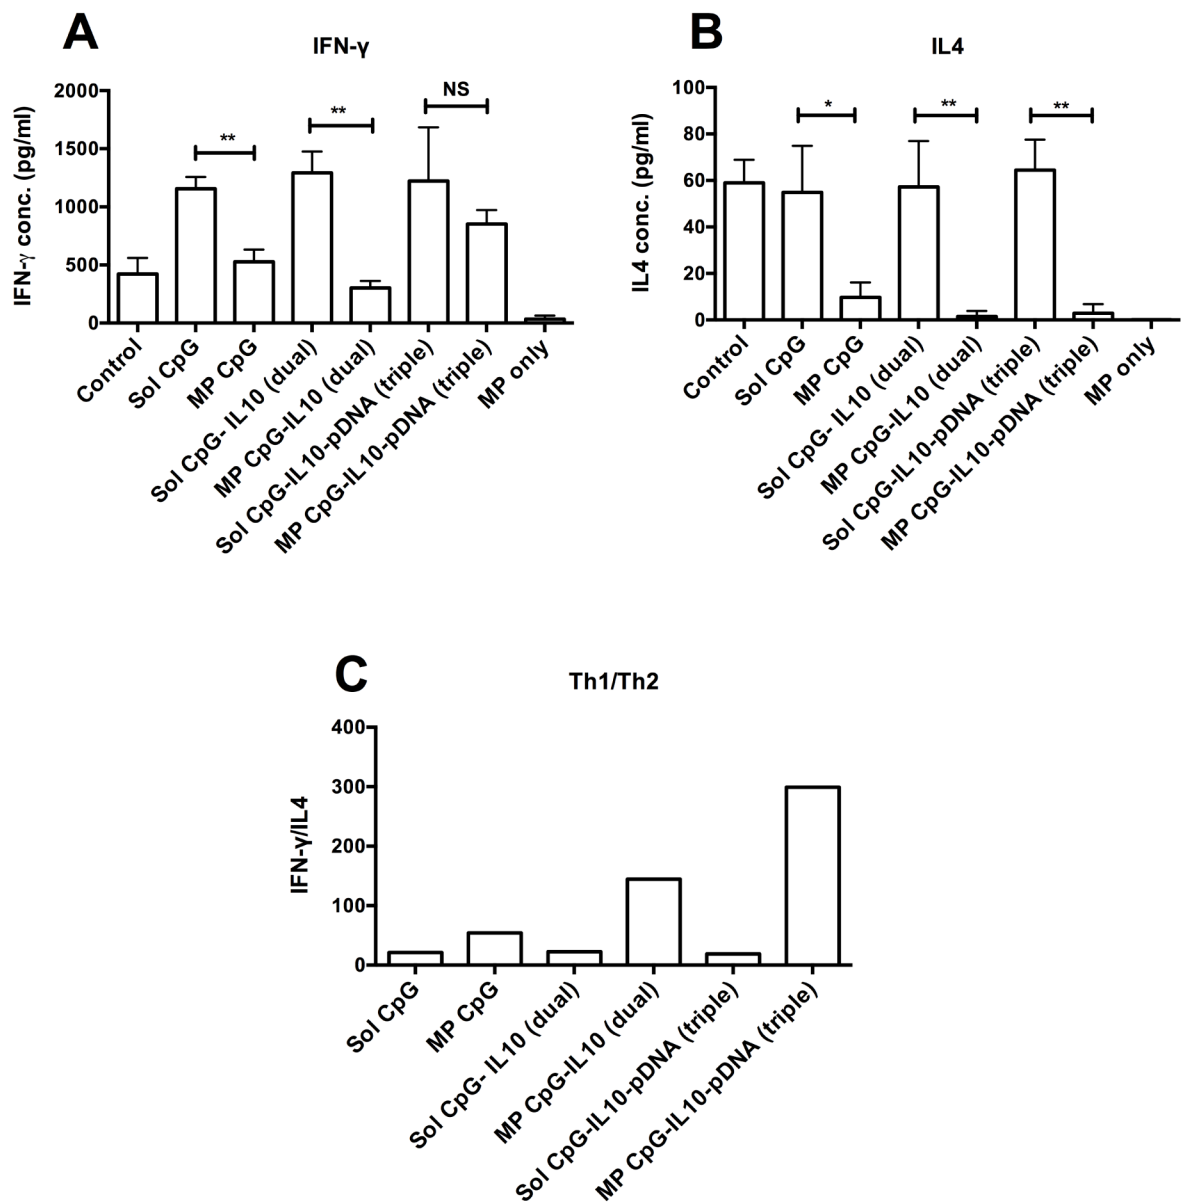 A
IFN-γ
IFN-γ conc. (pg/ml)
2000
1500
1000
500
0
**
**
NS
Control
Sol CpG
MP CpG
Sol CpG- IL10 (dual)
MP CpG-IL10 (dual)
Sol CpG-IL10-pDNA (triple)
MP CpG-IL10-pDNA (triple)
MP only
B
IL4
IL4 conc. (pg/ml)
100
80
60
40
20
0
*
**
**
Control
Sol CpG
MP CpG
Sol CpG- IL10 (dual)
MP CpG-IL10 (dual)
Sol CpG-IL10-pDNA (triple)
MP CpG-IL10-pDNA (triple)
MP only
C
Th1/Th2
IFN-γ/IL4
400
300
200
100
0
Sol CpG
MP CpG
Sol CpG- IL10 (dual)
MP CpG-IL10 (dual)
Sol CpG-IL10-pDNA (triple)
MP CpG-IL10-pDNA (triple)